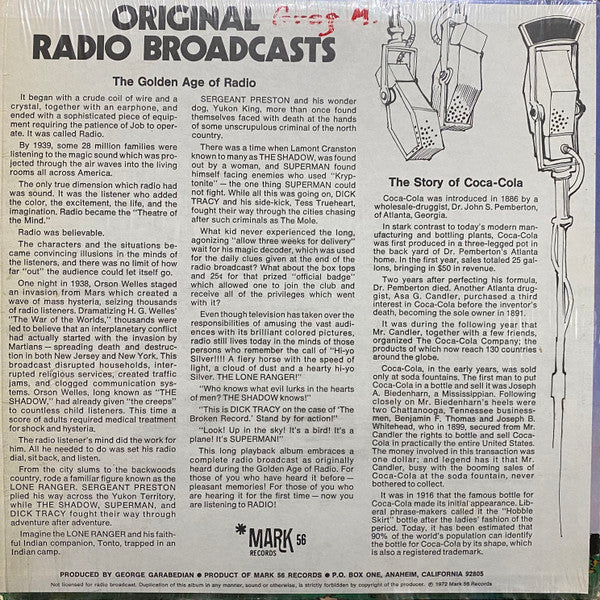 ORIGINAL Greg M.
RADIO BROADCASTS
The Golden Age of Radio
It began with a crude coil of wire and a
crystal, together with an earphone, and
ended with a sophisticated piece of equip-
ment requiring the patience of Job to oper-
ate. It was called Radio.
By 1939, some 28 million families were
listening to the magic sound which was pro-
jected through the air waves into the living
rooms all across America.
The only true dimension which radio had
was sound. It was the listener who added
the color, the excitement, the life, and the
imagination. Radio became the "Theatre of
the Mind."
Radio was believable.
The characters and the situations be-
came convincing illusions in the minds of
the listeners, and there was no limit of how
far "out" the audience could let itself go.
One night in 1938, Orson Welles staged
an invasion from Mars which created a
wave of mass hysteria, seizing thousands
of radio listeners. Dramatizing H. G. Welles'
"The War of the Worlds," thousands were
led to believe that an interplanetary conflict
had actually started with the invasion by
Martians — spreading death and destruc-
tion in both New Jersey and New York, This
broadcast disrupted households, inter-
rupted religious services, created traffic
jams, and clogged communication sys-
tems. Orson Welles, long known as "THE
SHADOW," had already given "the creeps"
to countless child listeners. This time a
score of adults required medical treatment
for shock and hysteria.
The radio listener's mind did the work for
him. All he needed to do was set his radio
dial, sit back, and listen.
From the city slums to the backwoods
country, rode a familiar figure known as the
LONE RANGER. SERGEANT PRESTON
plied his way across the Yukon Territory,
while THE SHADOW, SUPERMAN, and
DICK TRACY fought their way through
adventure after adventure.
Imagine the LONE RANGER and his faith-
ful Indian companion, Tonto, trapped in an
Indian camp.
SERGEANT PRESTON and his wonder
dog, Yukon King, more than once found
themselves faced with death at the hands
of some unscrupulous criminal of the north
country.
There was a time when Lamont Cranston
known to many as THE SHADOW, was found
out by a woman, and SUPERMAN found
himself facing enemies who used "Kryp-
tonite" — the one thing SUPERMAN could
not fight. While all this was going on, DICK
TRACY and his side-kick, Tess Trueheart,
fought their way through the cities chasing
after such criminals as The Mole.
What kid never experienced the long,
agonizing "allow three weeks for delivery"
wait for his magic decoder, which was used
for the daily clues given at the end of the
radio broadcast? What about the box tops
and 25¢ for that prized "official badge"
which allowed one to join the club and
receive all of the privileges which went
with it?
Even though television has taken over the
responsibilities of amusing the vast audi-
ences with its brilliant colored pictures,
radio still lives today in the minds of those
persons who remember the call of "Hi-yo
Silver!!!! A fiery horse with the speed of
light, a cloud of dust and a hearty hi-yo
Silver. THE LONE RANGER!"
"Who knows what evil lurks in the hearts
of men? THE SHADOW knows!"
"This is DICK TRACY on the case of 'The
Broken Record.' Stand by for action!"
"Look! Up in the sky! It's a bird! It's a
plane! It's SUPERMAN!"
This long playback album embraces a
complete radio broadcast as originally
heard during the Golden Age of Radio. For
those of you who have heard it before —
pleasant memories! For those of you who
are hearing it for the first time — now you
are listening to RADIO!
*MARK 56
RECORDS
The Story of Coca-Cola
Coca-Cola was introduced in 1886 by a
wholesale-druggist, Dr. John S. Pemberton,
of Atlanta, Georgia.
In stark contrast to today's modern man-
ufacturing and bottling plants, Coca-Cola
was first produced in a three-legged pot in
the back yard of Dr. Pemberton's Atlanta
home. In the first year, sales totaled 25 gal-
lons, bringing in $50 in revenue.
Two years after perfecting his formula,
Dr. Pemberton died. Another Atlanta drug-
gist, Asa G. Candler, purchased a third
interest in Coca-Cola before the inventor's
death, becoming the sole owner in 1891.
It was during the following year that
Mr. Candler, together with a few friends,
organized The Coca-Cola Company; the
products of which now reach 130 countries
around the globe.
Coca-Cola, in the early years, was sold
only at soda fountains. The first man to put
Coca-Cola in a bottle and sell it was Joseph
A. Biedenharn, a Mississippian. Following
closely on Mr. Biedenharn's heels were
two Chattanooga, Tennessee business-
men, Benjamin F. Thomas and Joseph B.
Whitehead, who in 1899, secured from Mr.
Candler the rights to bottle and sell Coca-
Cola in practically the entire United States.
The money involved in this transaction was
one dollar; and legend has it that Mr.
Candler, busy with the booming sales of
Coca-Cola at the soda fountain, never
bothered to collect.
It was in 1916 that the famous bottle for
Coca-Cola made its initial appearance. Lib-
eral phrase-makers called it the "Hobble
Skirt" bottle after the ladies' fashion of the
period. Today, it has been estimated that
90% of the world's population can identify
the bottle for Coca-Cola by its shape, which
is also a registered trademark.
PRODUCED BY GEORGE GARABEDIAN • PRODUCT OF MARK 56 RECORDS • P.O. BOX ONE, ANAHEIM, CALIFORNIA 92805
Not licensed for radio broadcast. Duplication of this album in any manner, sound or otherwise, is strictly forbidden by copyright of the producer. © 1972 Mark 56 Records